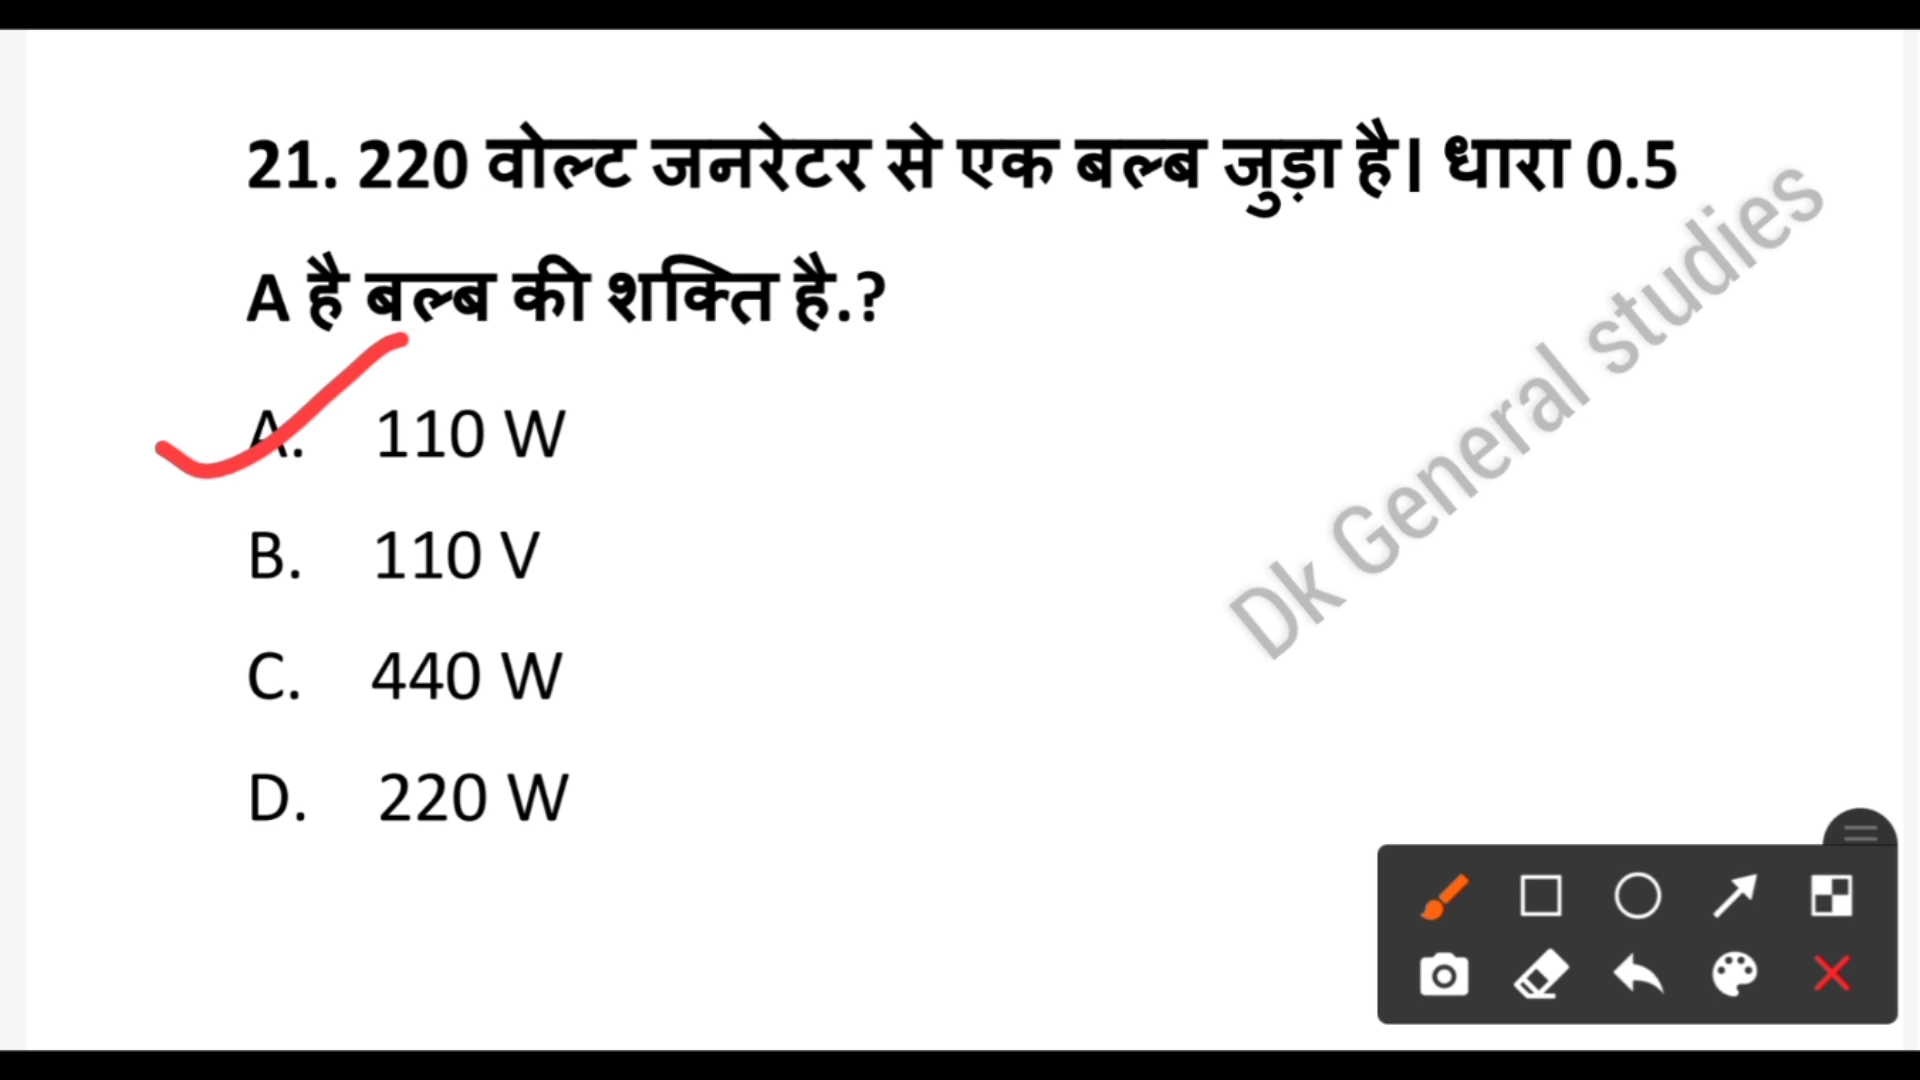 21. 220 वोल्ट जनरेटर से एक बल्ब जुड़ा है। धारा 0.5
A है बल्ब की शक्ति है.?
A. 110 W
B. 110 V
C. 440 W
D. 220 W
Dk General studies